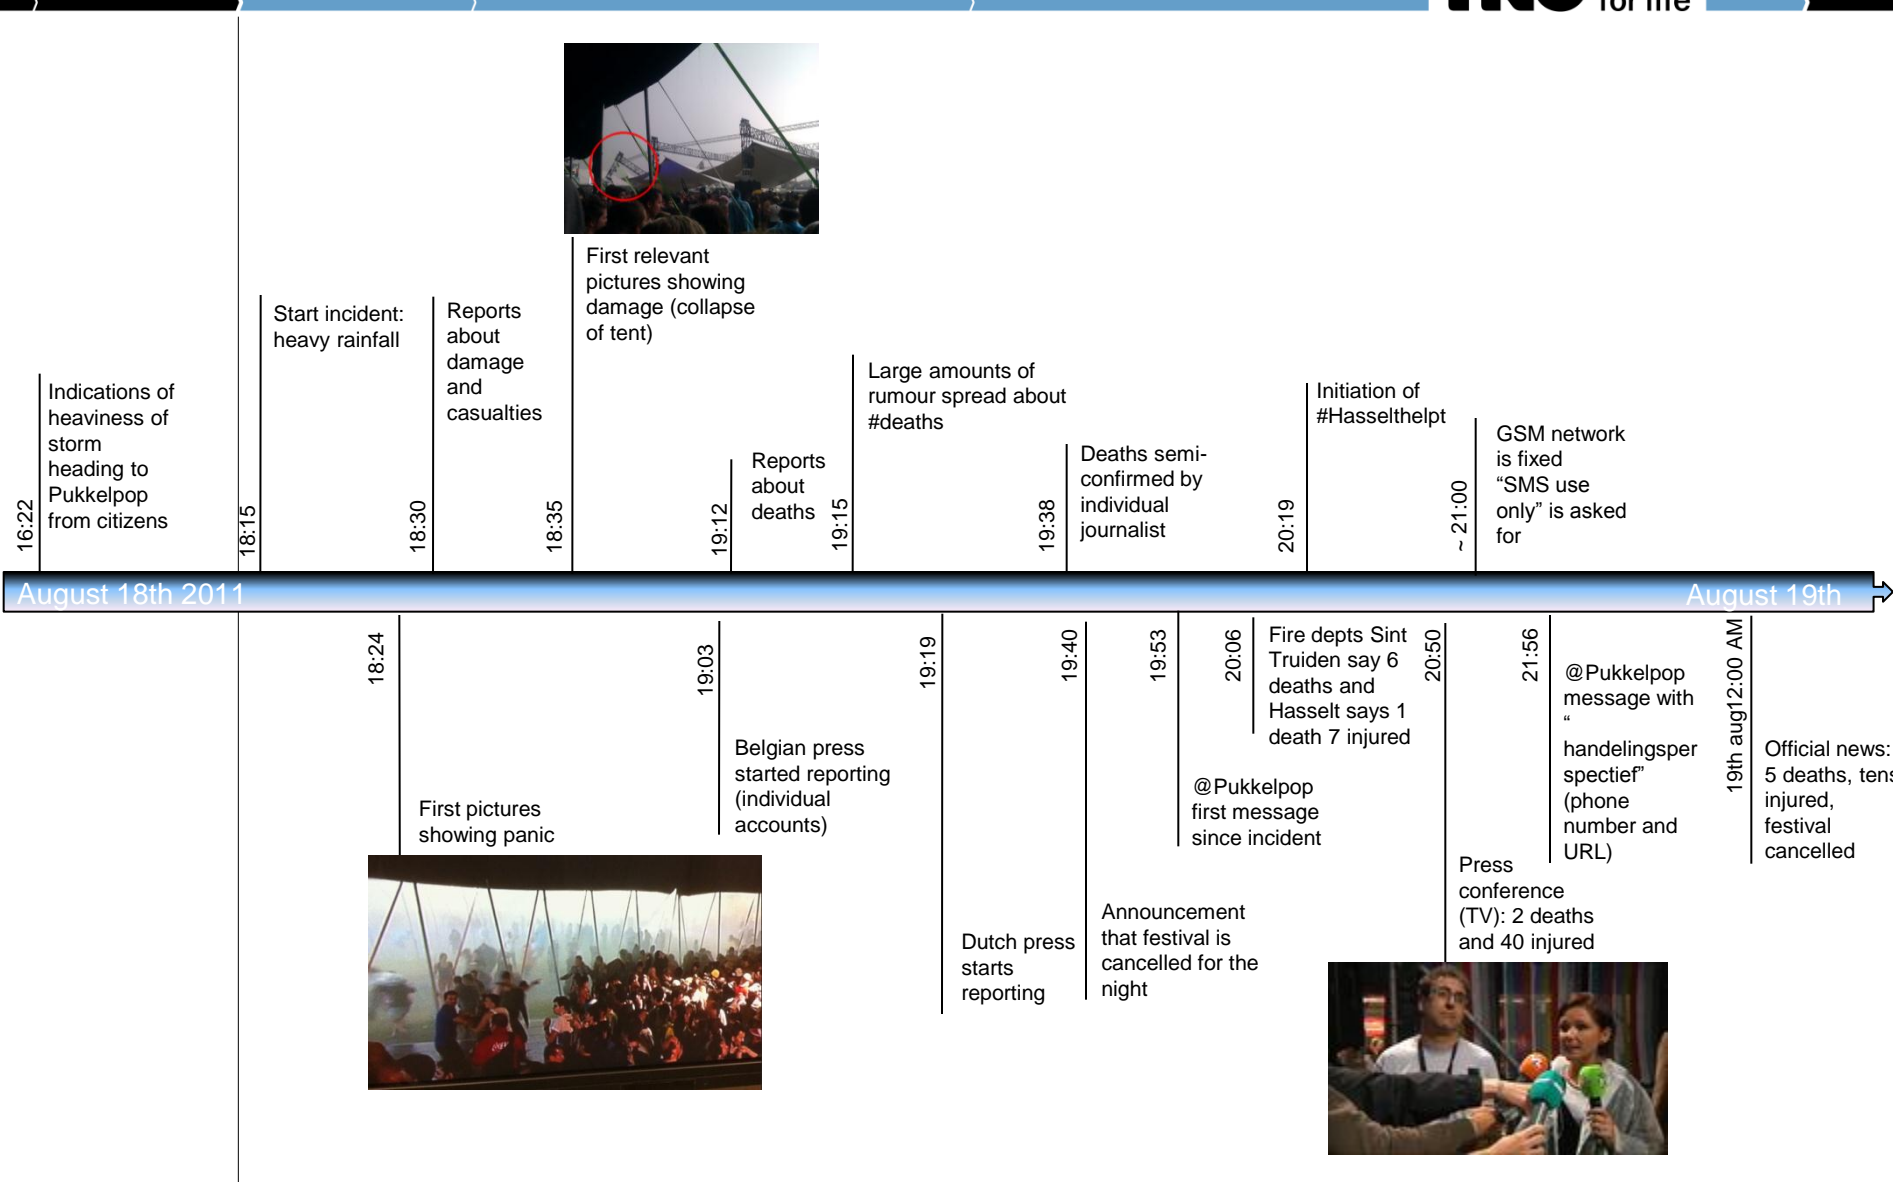 for life
First relevant
pictures showing
damage (collapse
of tent)
Start incident:
heavy rainfall
Reports
about
damage
and
casualties
Large amounts of
rumour spread about
#deaths
Indications of
heaviness of
storm
heading to
Pukkelpop
from citizens
Initiation of
#Hasselthelpt
GSM network
is fixed
“SMS use
only” is asked
for
Deaths semi-
confirmed by
individual
journalist
Reports
about
deaths
16:22
18:15
18:30
18:35
19:12
19:15
19:38
20:19
~ 21:00
August 18th 2011
August 19th
18:24
19:03
19:19
19:40
19:53
20:06
Fire depts Sint
Truiden say 6
deaths and
Hasselt says 1
death 7 injured
20:50
21:56
@Pukkelpop
message with
“
handelingsper
spectief”
(phone
number and
URL)
19th aug12:00 AM
Official news:
5 deaths, tens
injured,
festival
cancelled
Belgian press
started reporting
(individual
accounts)
First pictures
showing panic
@Pukkelpop
first message
since incident
Press
conference
(TV): 2 deaths
and 40 injured
Announcement
that festival is
cancelled for the
night
Dutch press
starts
reporting